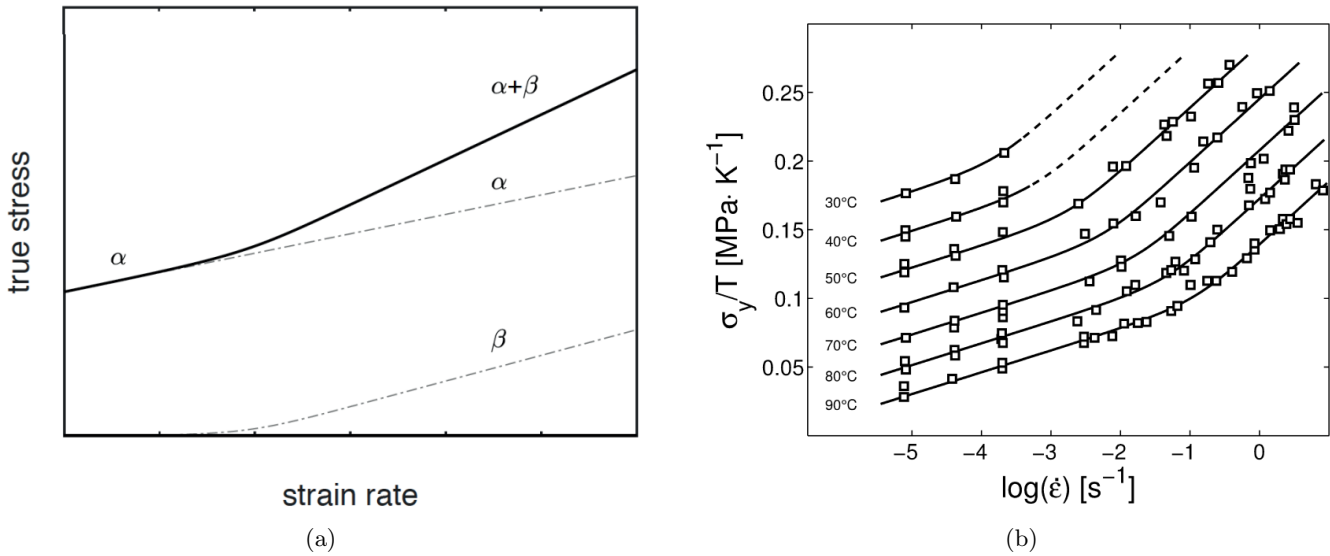 true stress
α+β
α
α
β
strain rate
(a)
σy/T [MPa· K⁻¹]
0.25
0.2
0.15
0.1
0.05
30°C
40°C
50°C
60°C
70°C
80°C
90°C
−5 −4 −3 −2 −1 0
log(ε̇) [s⁻¹]
(b)